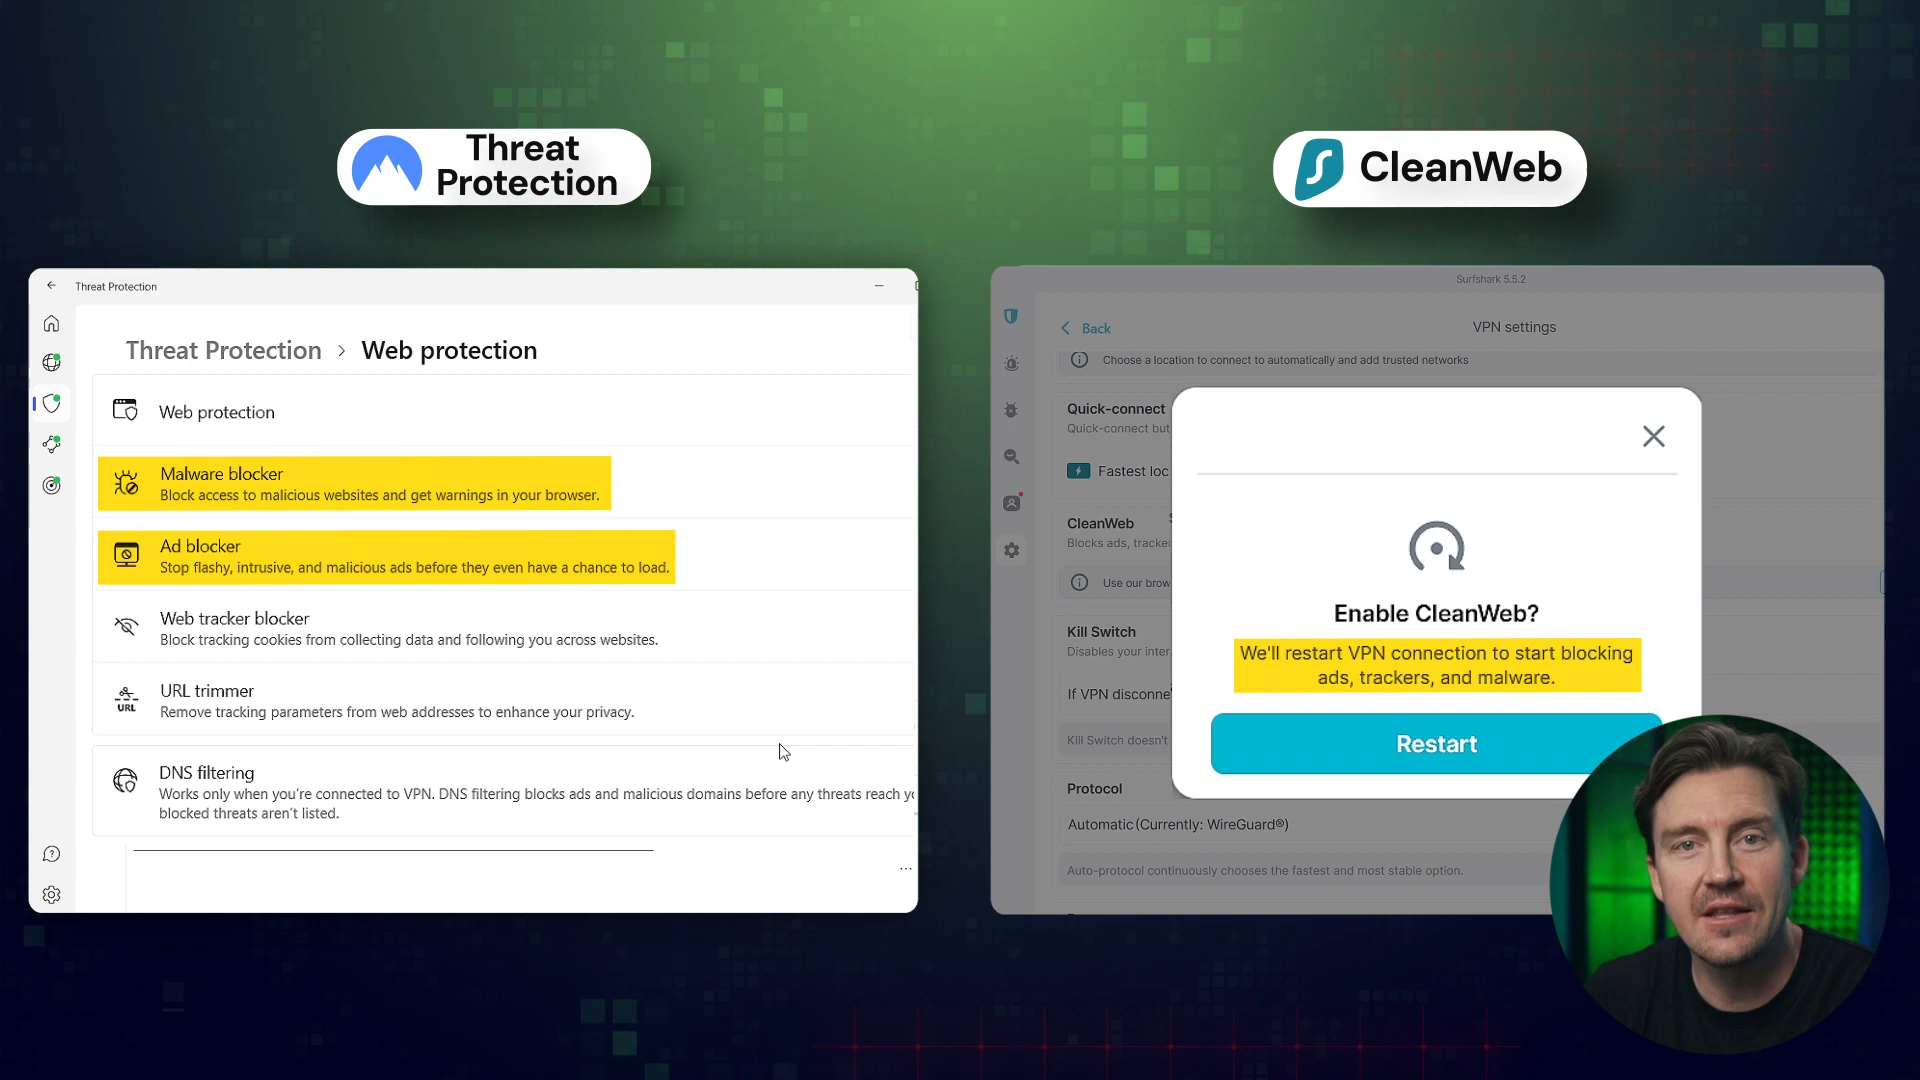 Threat
Protection
CleanWeb
Threat Protection
Threat Protection > Web protection
Web protection
Malware blocker
Block access to malicious websites and get warnings in your browser.
Ad blocker
Stop flashy, intrusive, and malicious ads before they even have a chance to load.
Web tracker blocker
Block tracking cookies from collecting data and following you across websites.
URL
URL trimmer
Remove tracking parameters from web addresses to enhance your privacy.
DNS filtering
Works only when you're connected to VPN. DNS filtering blocks ads and malicious domains before any threats reach
blocked threats aren't listed.
Surfshark 5.5.2
Back
VPN settings
Choose a location to connect to automatically and add trusted networks
Quick-connect
Quick-connect but
Fastest loc
CleanWeb
Blocks ads, tracke
Use our brow
Kill Switch
Disables your inter
If VPN disconne
Kill Switch doesn't
Protocol
Automatic (Currently: WireGuard®)
Auto-protocol continuously chooses the fastest and most stable option.
Enable CleanWeb?
We'll restart VPN connection to start blocking
ads, trackers, and malware.
Restart